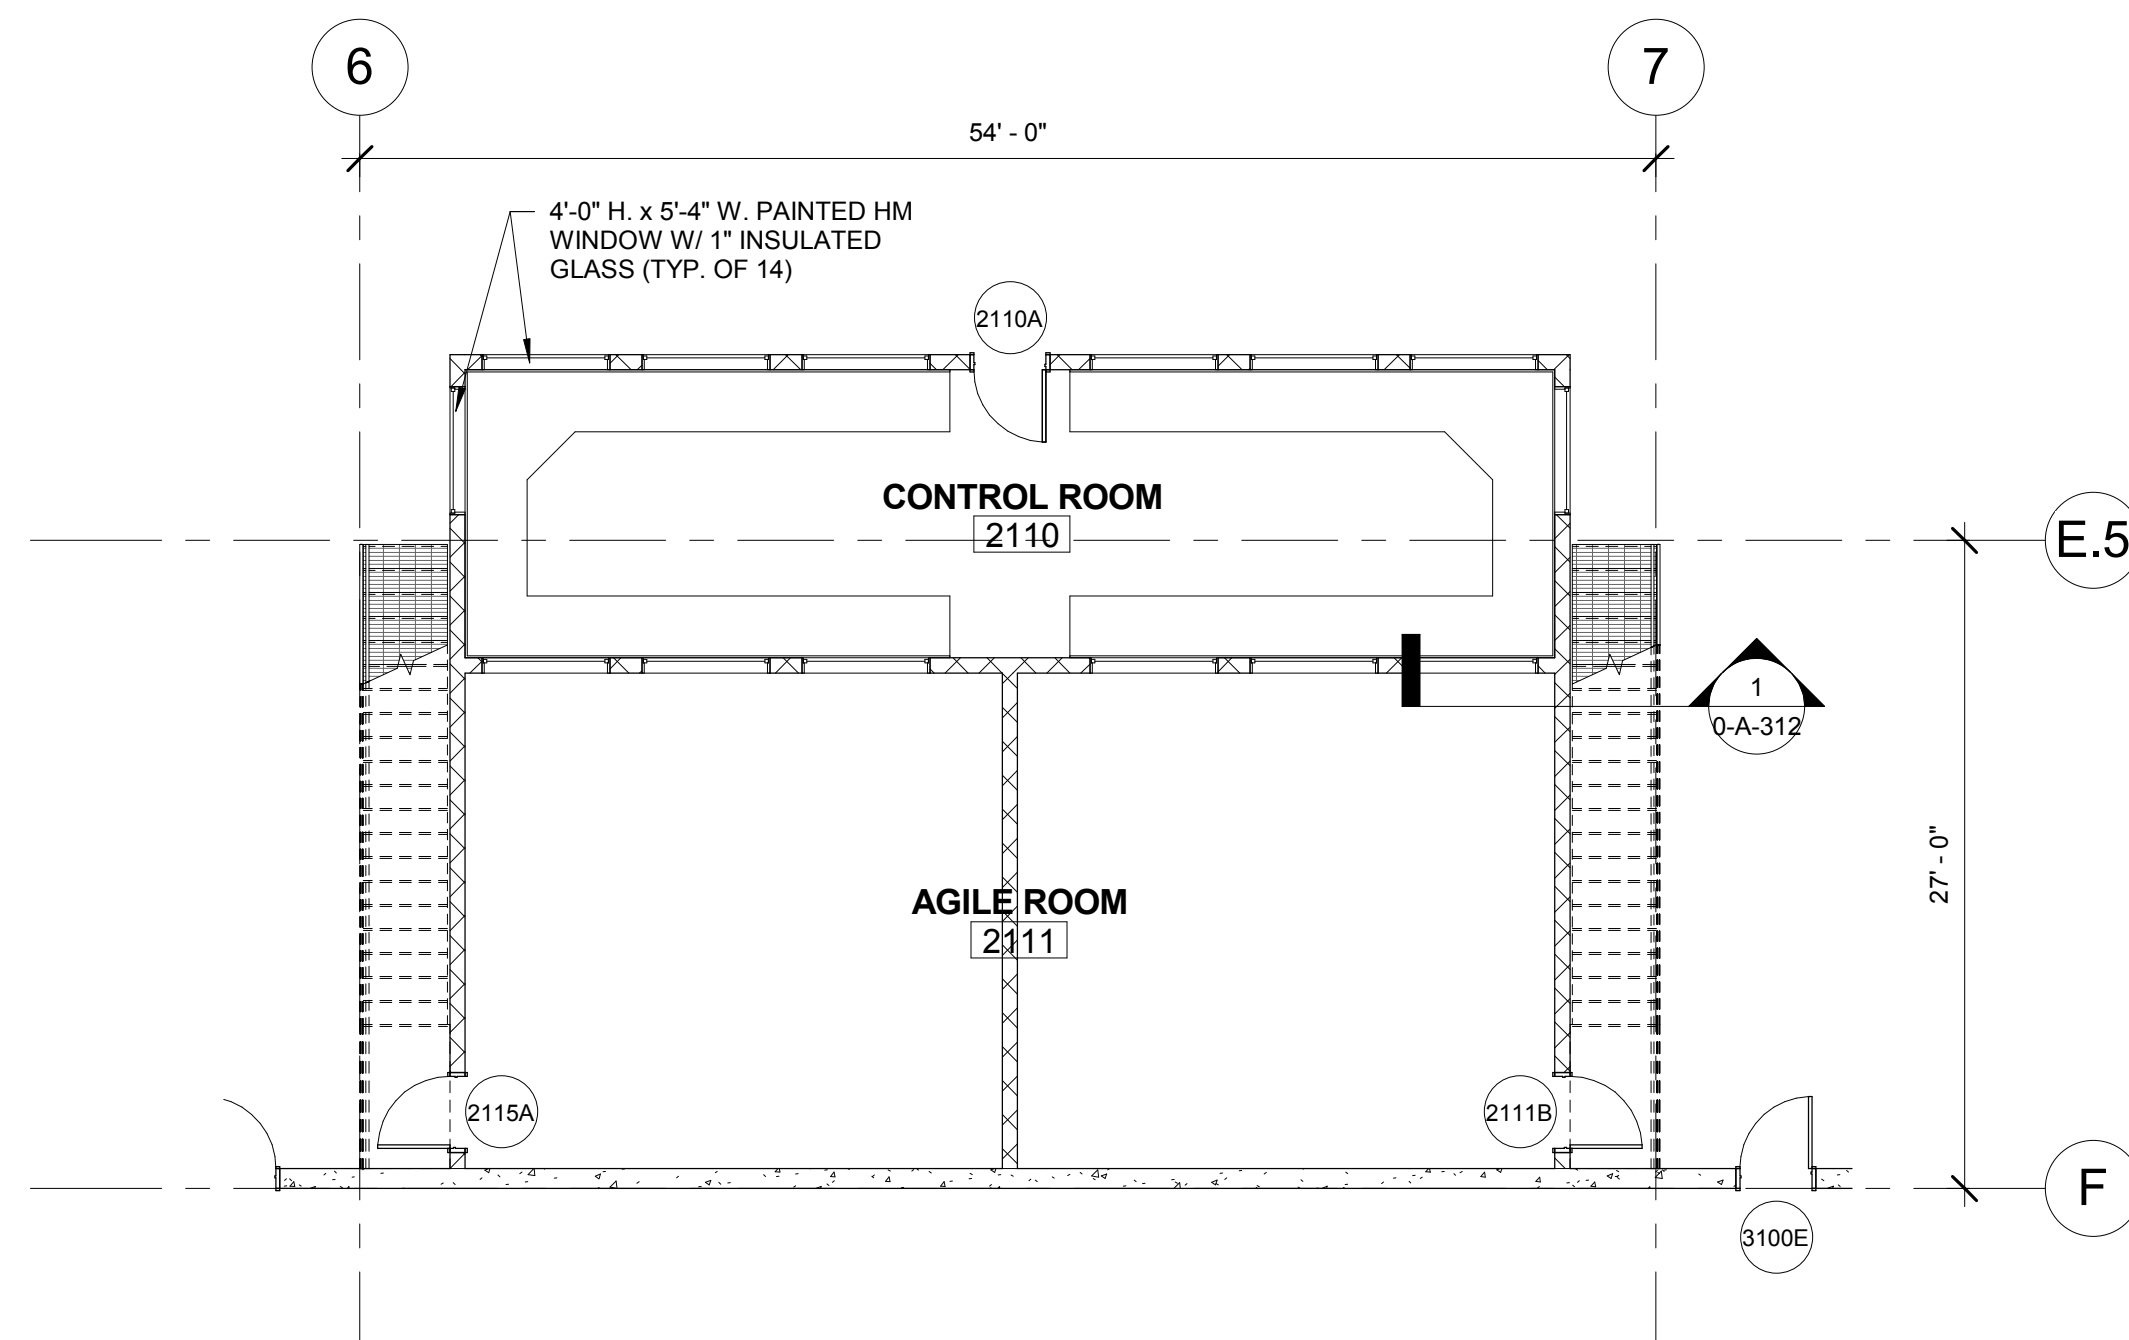 6
7
54' - 0"
4'-0" H. x 5'-4" W. PAINTED HM
WINDOW W/ 1" INSULATED
GLASS (TYP. OF 14)
2110A
CONTROL ROOM
2110
E.5
1
0-A-312
27' - 0"
AGILE ROOM
2111
2115A
2111B
F
3100E